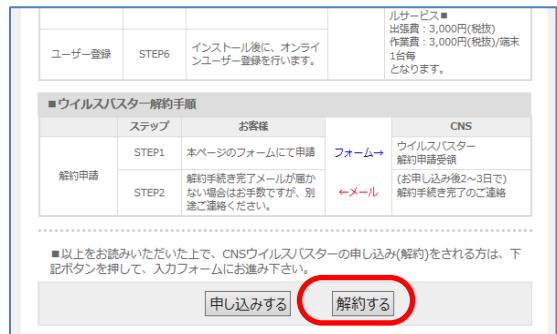 ルサービス■
出張費：3,000円(税抜)
作業費：3,000円(税抜)/端末
1台毎
となります。
ユーザー登録
STEP6
インストール後に、オンライ
ンユーザー登録を行います。
■ウイルスバスター解約手順
ステップ
お客様
CNS
解約申請
STEP1
本ページのフォームにて申請
フォーム→
ウイルスバスター
解約申請受領
STEP2
解約手続き完了メールが届か
ない場合はお手数ですが、別
途ご連絡ください。
←メール
(お申し込み後2～3日で)
解約手続き完了のご連絡
■以上をお読みいただいた上で、CNSウイルスバスターの申し込み(解約)をされる方は、下
記ボタンを押して、入力フォームにお進み下さい。
申し込みする
解約する